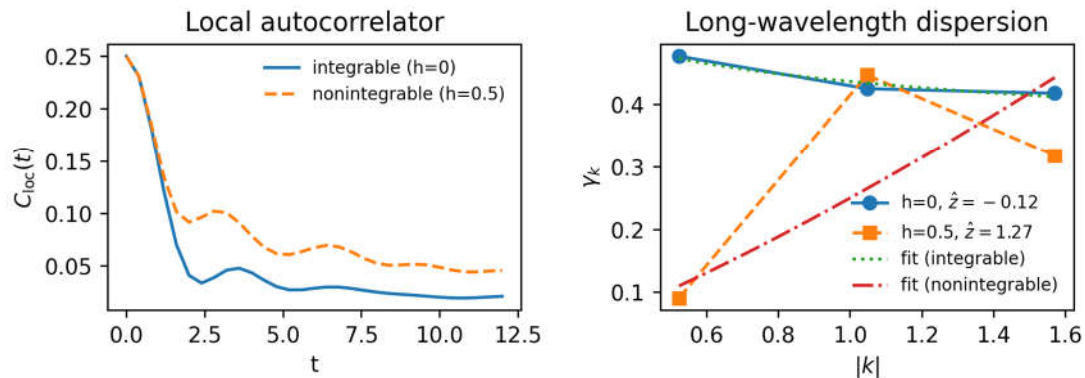 Local autocorrelator
C_loc(t)
0.25
0.20
0.15
0.10
0.05
integrable (h=0)
nonintegrable (h=0.5)
0.0 2.5 5.0 7.5 10.0 12.5
t
Long-wavelength dispersion
γ_k
0.4
0.3
0.2
0.1
h=0, ẑ = −0.12
h=0.5, ẑ = 1.27
fit (integrable)
fit (nonintegrable)
0.6 0.8 1.0 1.2 1.4 1.6
|k|